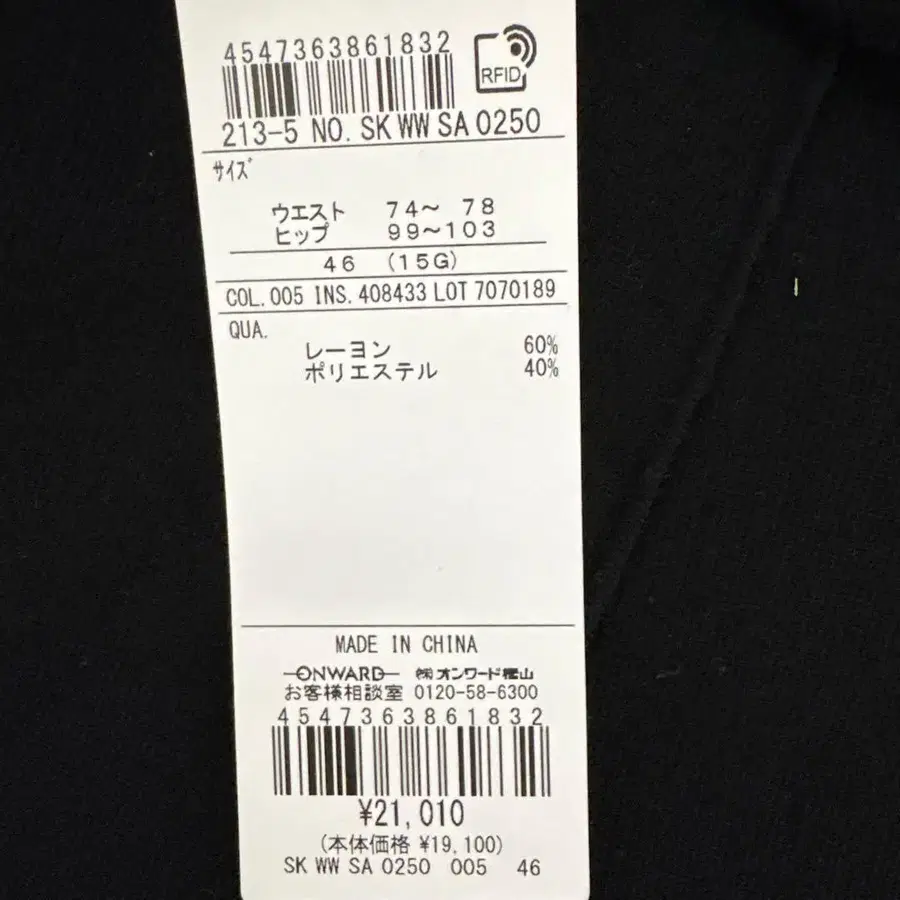 4547363861832
RFID
213-5 NO. SK WW SA 0250
ｻｲｽﾞ
ウエスト 74～ 78
ヒップ 99～103
46 (15G)
COL. 005 INS. 408433 LOT 7070189
QUA.
レーヨン 60%
ポリエステル 40%
MADE IN CHINA
ONWARD ㈱オンワード樫山
お客様相談室 0120-58-6300
4547363861832
¥21,010
(本体価格 ¥19,100)
SK WW SA 0250 005 46